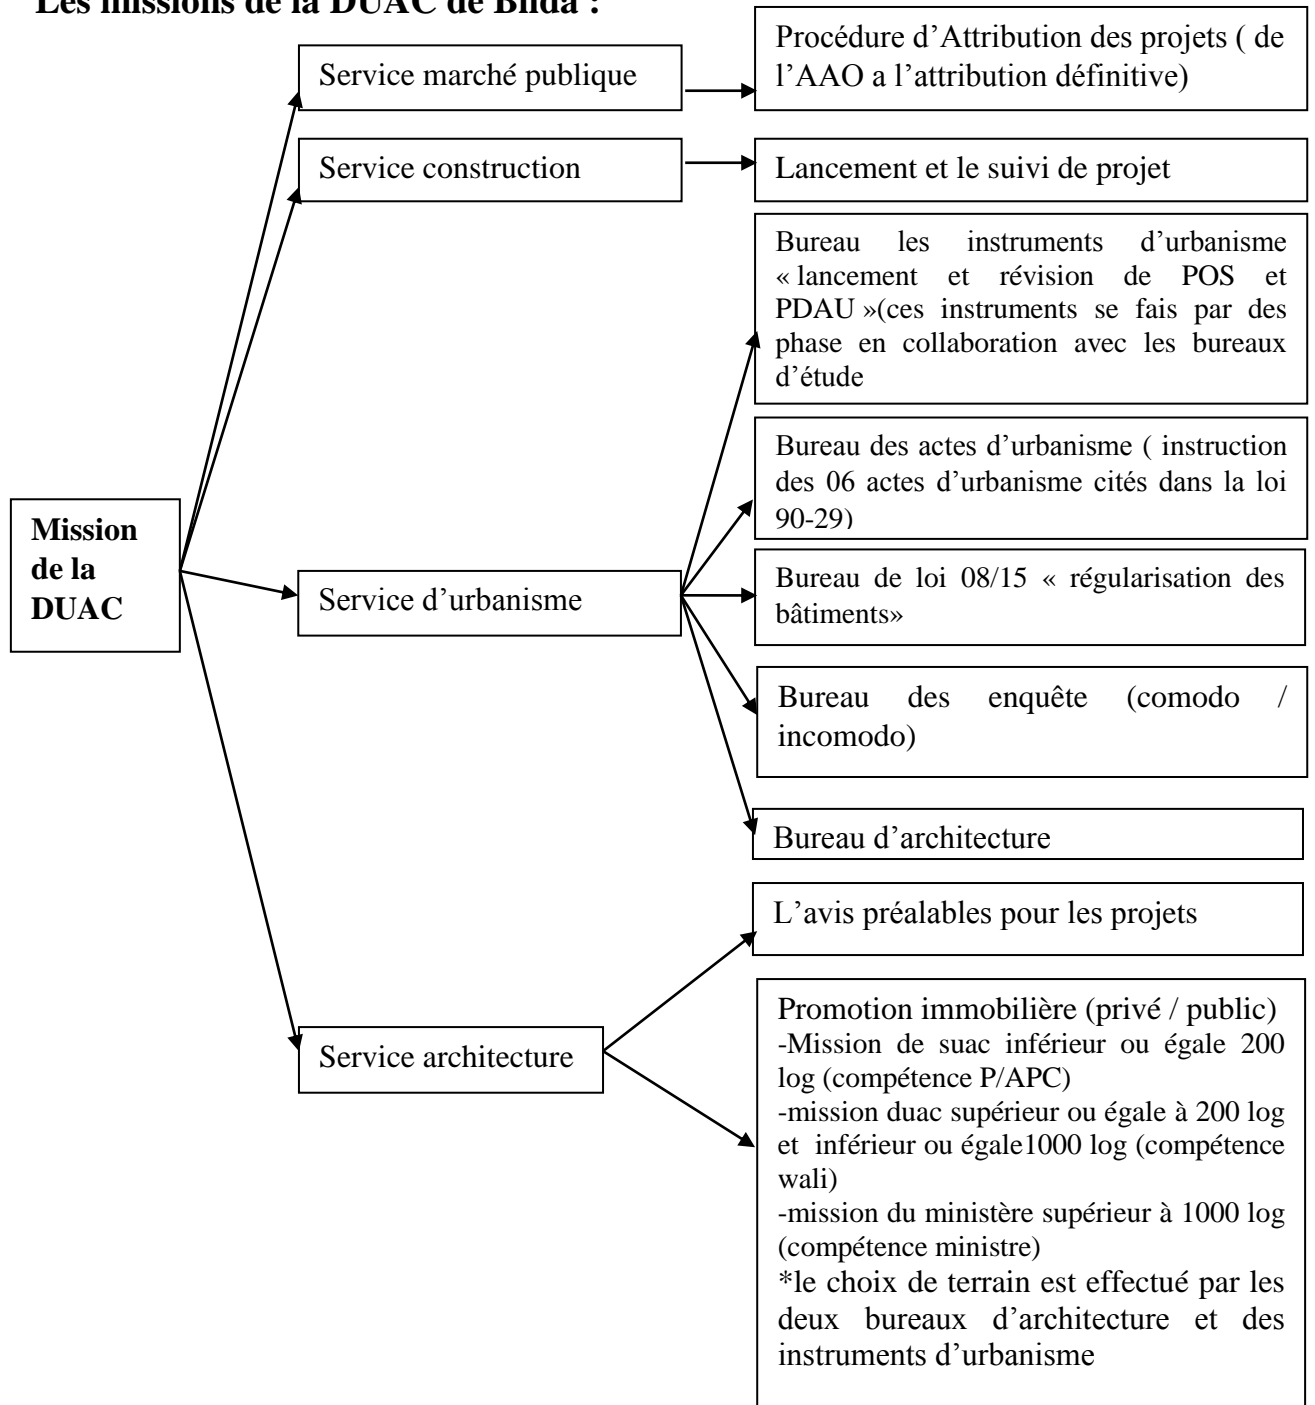 Les missions de la DUAC de Blida :
Service marché publique
Procédure d’Attribution des projets ( de
l’AAO a l’attribution définitive)
Service construction
Lancement et le suivi de projet
Mission
de la
DUAC
Service d’urbanisme
Bureau les instruments d’urbanisme
« lancement et révision de POS et
PDAU »(ces instruments se fais par des
phase en collaboration avec les bureaux
d’étude
Bureau des actes d’urbanisme ( instruction
des 06 actes d’urbanisme cités dans la loi
90-29)
Bureau de loi 08/15 « régularisation des
bâtiments»
Bureau des enquête (comodo /
incomodo)
Bureau d’architecture
Service architecture
L’avis préalables pour les projets
Promotion immobilière (privé / public)
-Mission de suac inférieur ou égale 200
log (compétence P/APC)
-mission duac supérieur ou égale à 200 log
et inférieur ou égale1000 log (compétence
wali)
-mission du ministère supérieur à 1000 log
(compétence ministre)
*le choix de terrain est effectué par les
deux bureaux d’architecture et des
instruments d’urbanisme